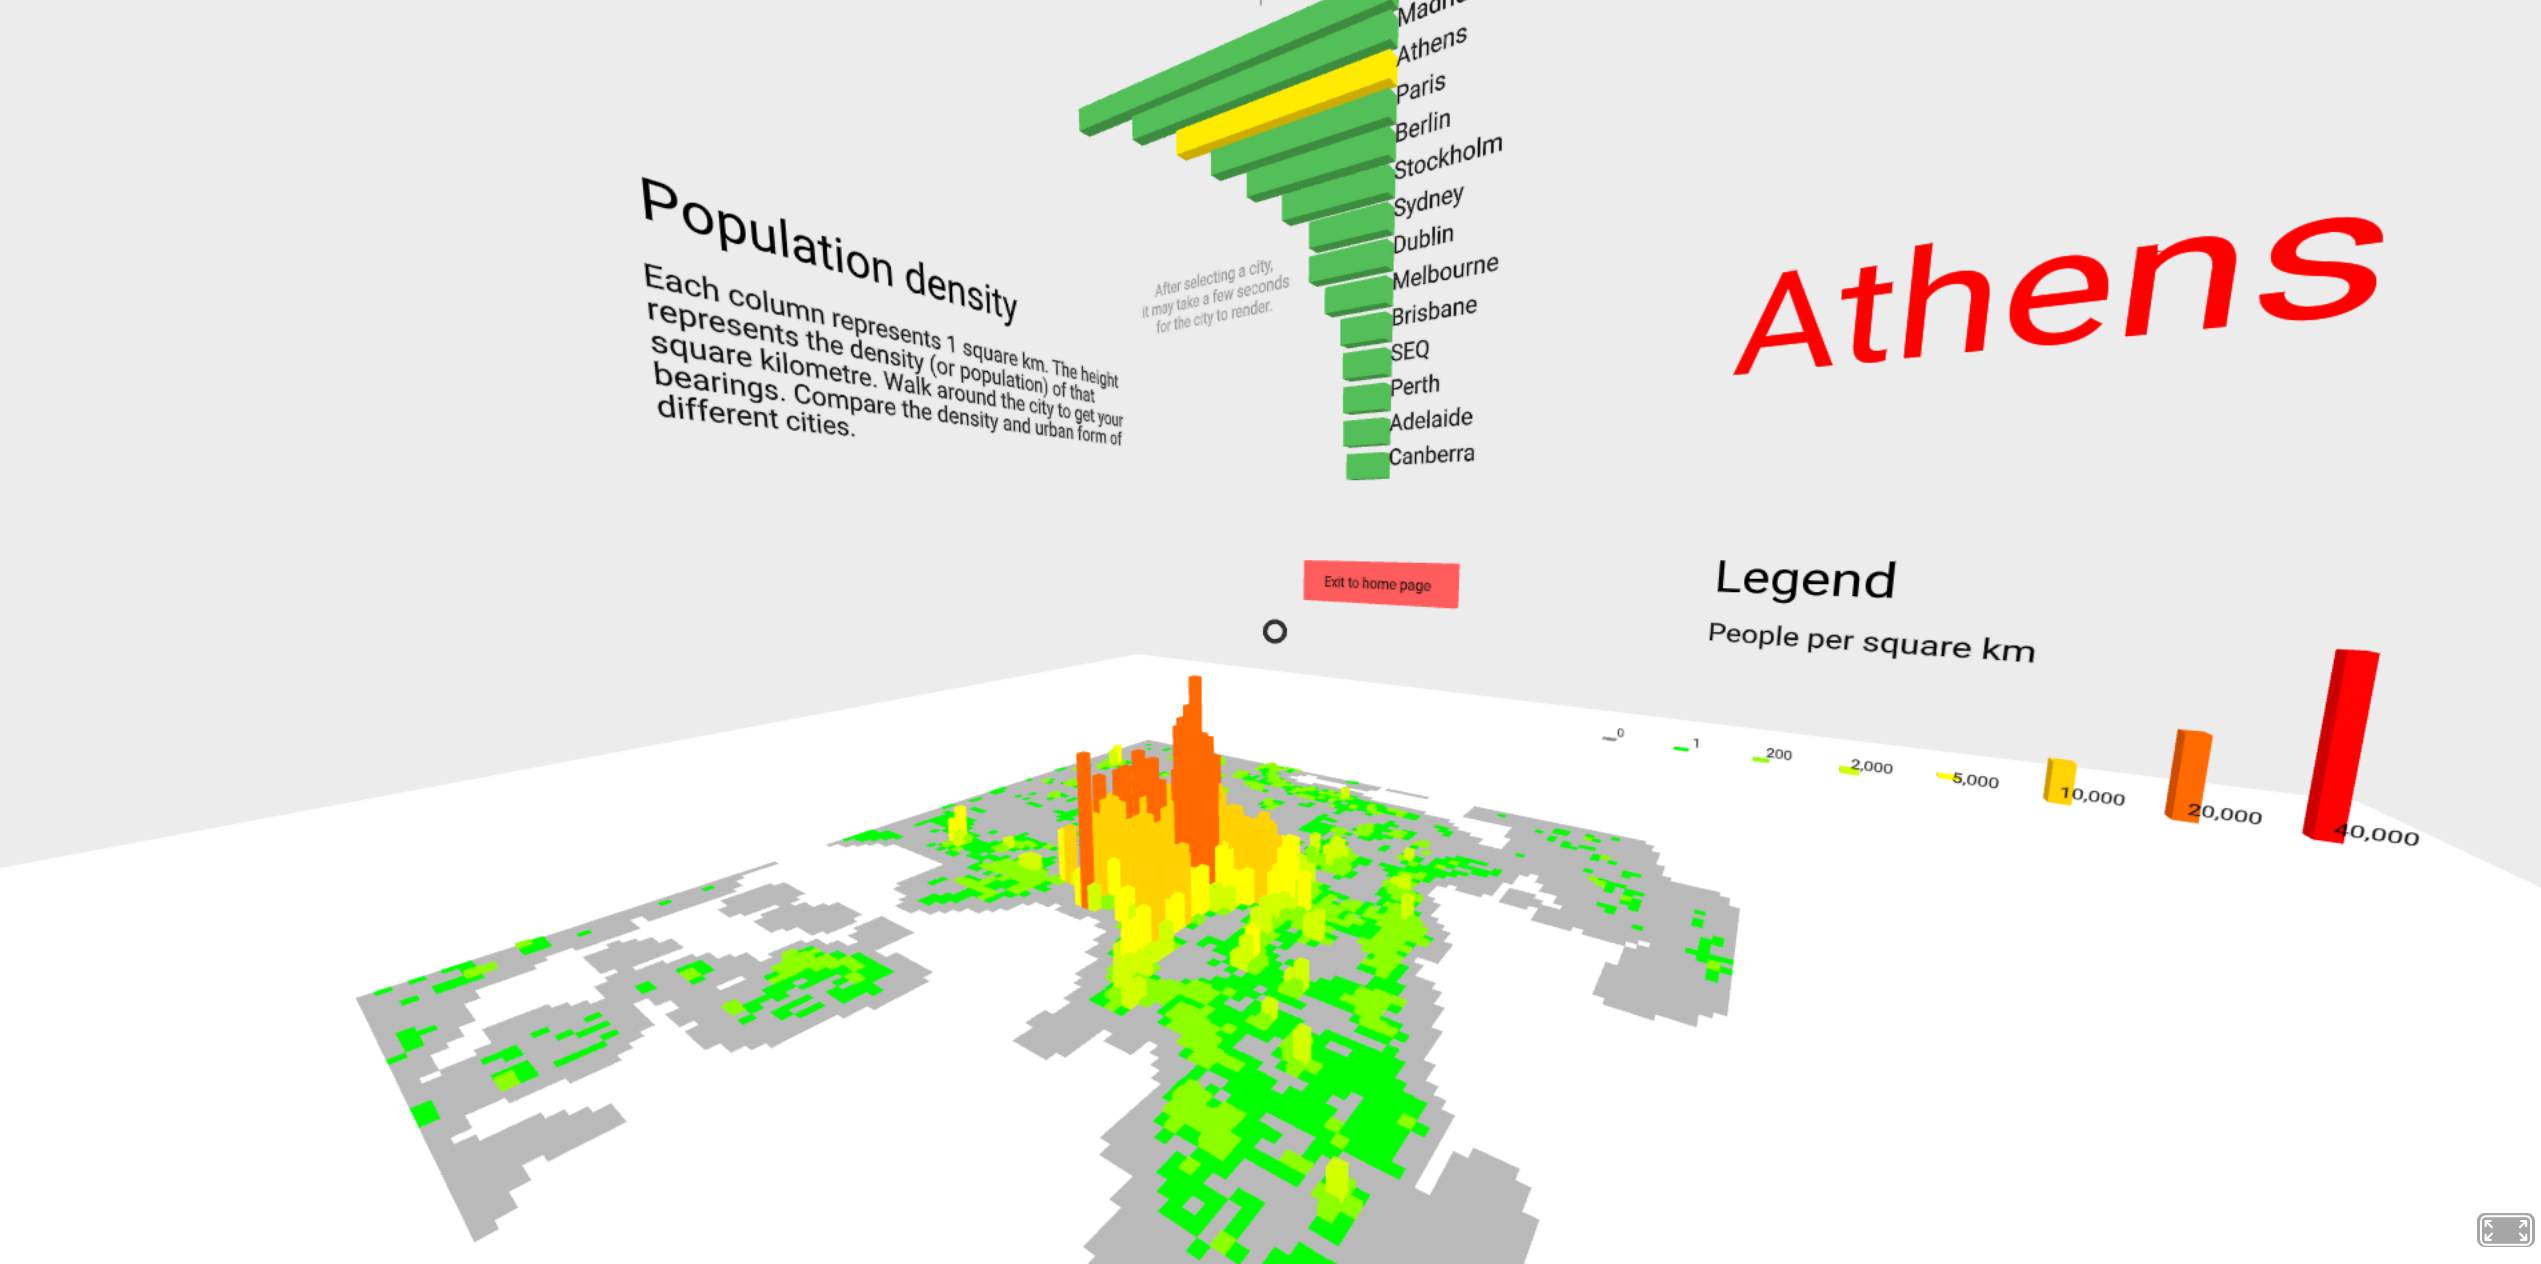 Population density
Each column represents 1 square km. The height
represents the density (or population) of that
square kilometre. Walk around the city to get your
bearings. Compare the density and urban form of
different cities.
After selecting a city,
it may take a few seconds
for the city to render.
Athens
Paris
Berlin
Stockholm
Sydney
Dublin
Melbourne
Brisbane
SEQ
Perth
Adelaide
Canberra
Exit to home page
Athens
Legend
People per square km
0
1
200
2,000
5,000
10,000
20,000
40,000